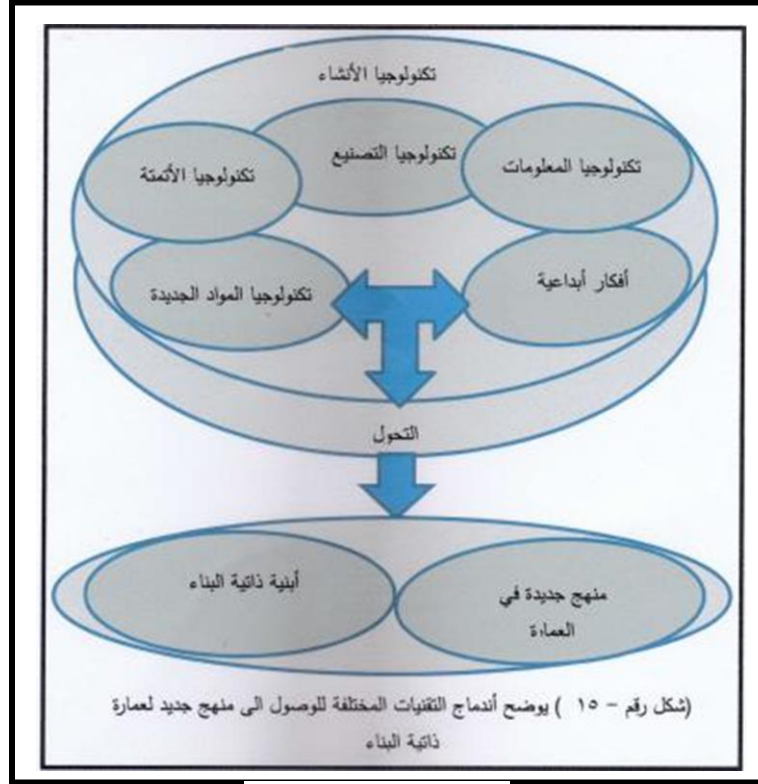 تكنولوجيا الأنشاء
تكنولوجيا التصنيع
تكنولوجيا المعلومات
تكنولوجيا الأتمتة
أفكار أبداعية
تكنولوجيا المواد الجديدة
التحول
منهج جديدة في
العمارة
أبنية ذاتية البناء
(شكل رقم – ١٥ ) يوضح أندماج التقنيات المختلفة للوصول الى منهج جديد لعمارة
ذاتية البناء